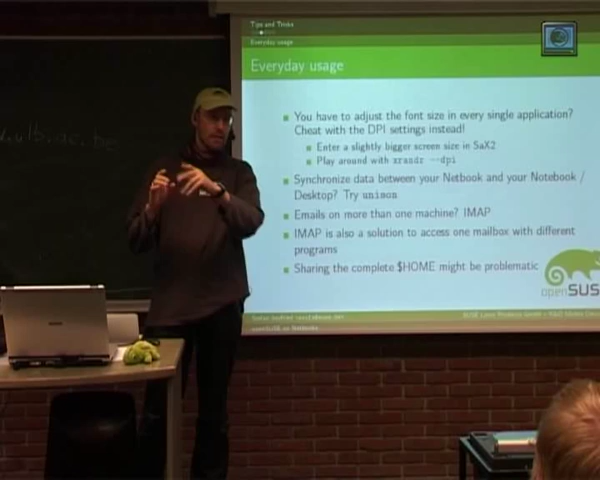 Tips and Tricks
Everyday usage
Everyday usage
You have to adjust the font size in every single application?
Cheat with the DPI settings instead!
Enter a slightly bigger screen size in SaX2
Play around with xrandr --dpi
Synchronize data between your Netbook and your Notebook /
Desktop? Try unison
Emails on more than one machine? IMAP
IMAP is also a solution to access one mailbox with different
programs
Sharing the complete $HOME might be problematic
openSUS
openSUSE on Netbooks